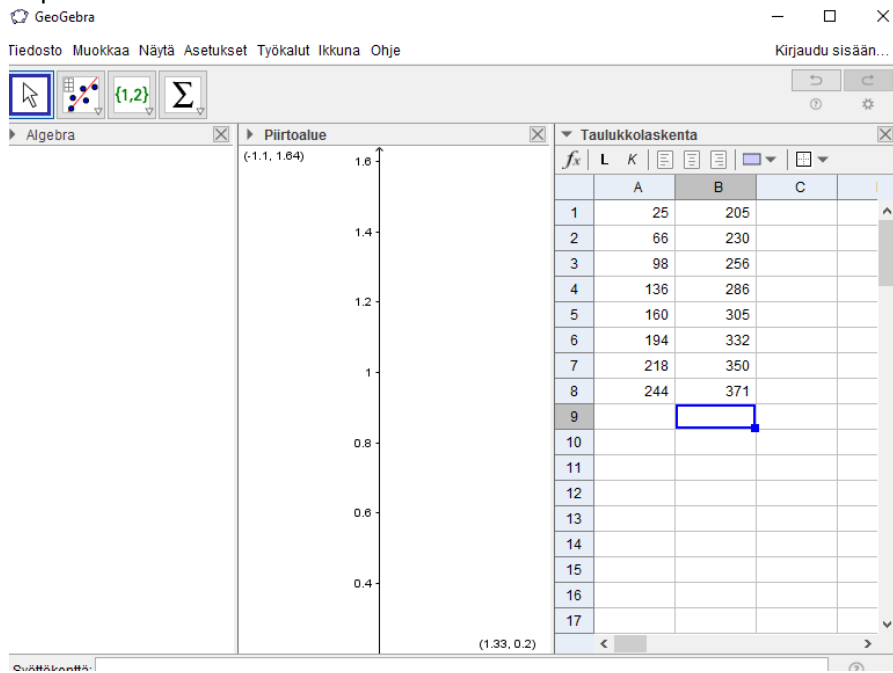 GeoGebra
Tiedosto Muokkaa Näytä Asetukset Työkalut Ikkuna Ohje Kirjaudu sisään...
{1,2} Σ
Algebra
Piirtoalue
(-1.1, 1.64)
1.6
1.4
1.2
1
0.8
0.6
0.4
(1.33, 0.2)
Taulukkolaskenta
fx L K
A B C
1 25 205
2 66 230
3 98 256
4 136 286
5 160 305
6 194 332
7 218 350
8 244 371
9
10
11
12
13
14
15
16
17
Syöttökenttä: